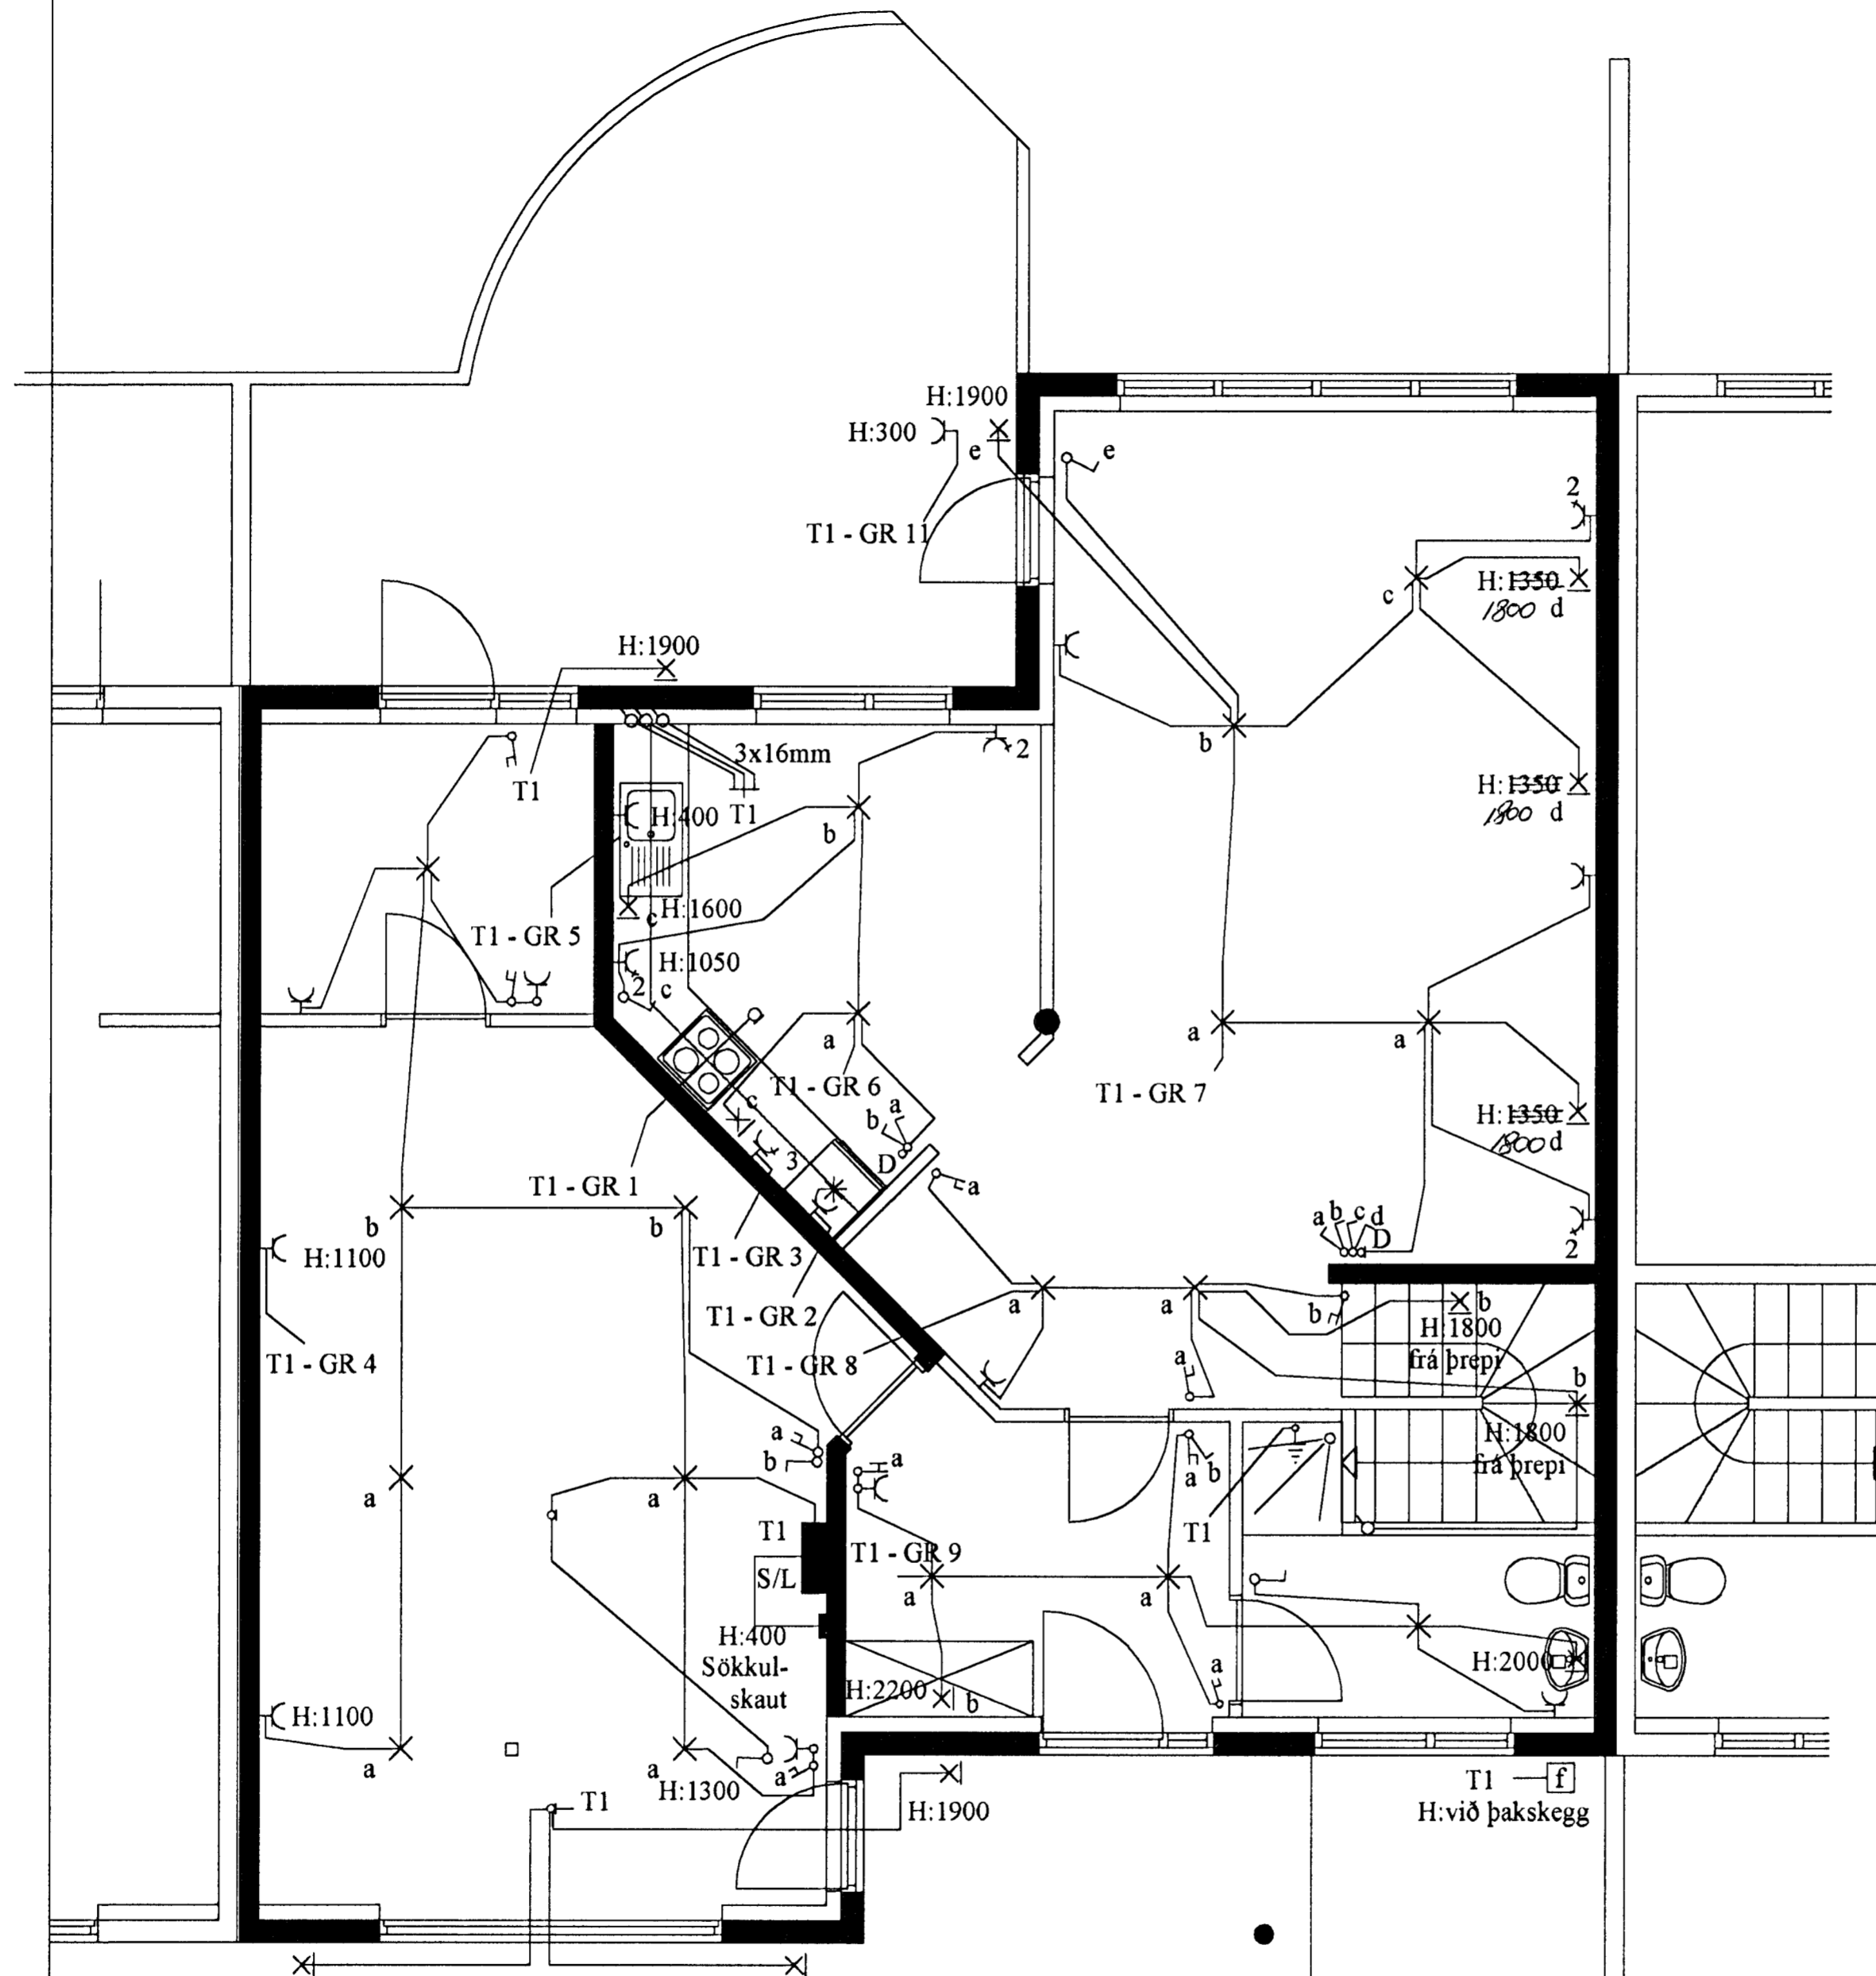 H:1900
H:300
e
e
T1 - GR 11
2
H:1350
1800 d
c
H:1900
b
3x16mm
2
T1
H:400
T1
H:1350
1800 d
b
c H:1600
T1 - GR 5
H:1050
2 c
a
a
a
T1 - GR 6
T1 - GR 7
c
a
b
H:1350
1800 d
3
D
T1 - GR 1
a
b
b
a b c d
D
2
H:1100
T1 - GR 3
T1 - GR 2
a
a
b
b
H:1800
frá þrepi
T1 - GR 4
T1 - GR 8
a
b
a
b
a
H:1800
frá þrepi
a b
a
a
T1
T1
T1 - GR 9
S/L
a
a
H:400
Sökkul-
skaut
a
H:2000
H:2200
b
H:1100
a
a
H:1300
a
T1
H:1900
T1
f
H:við þakskegg